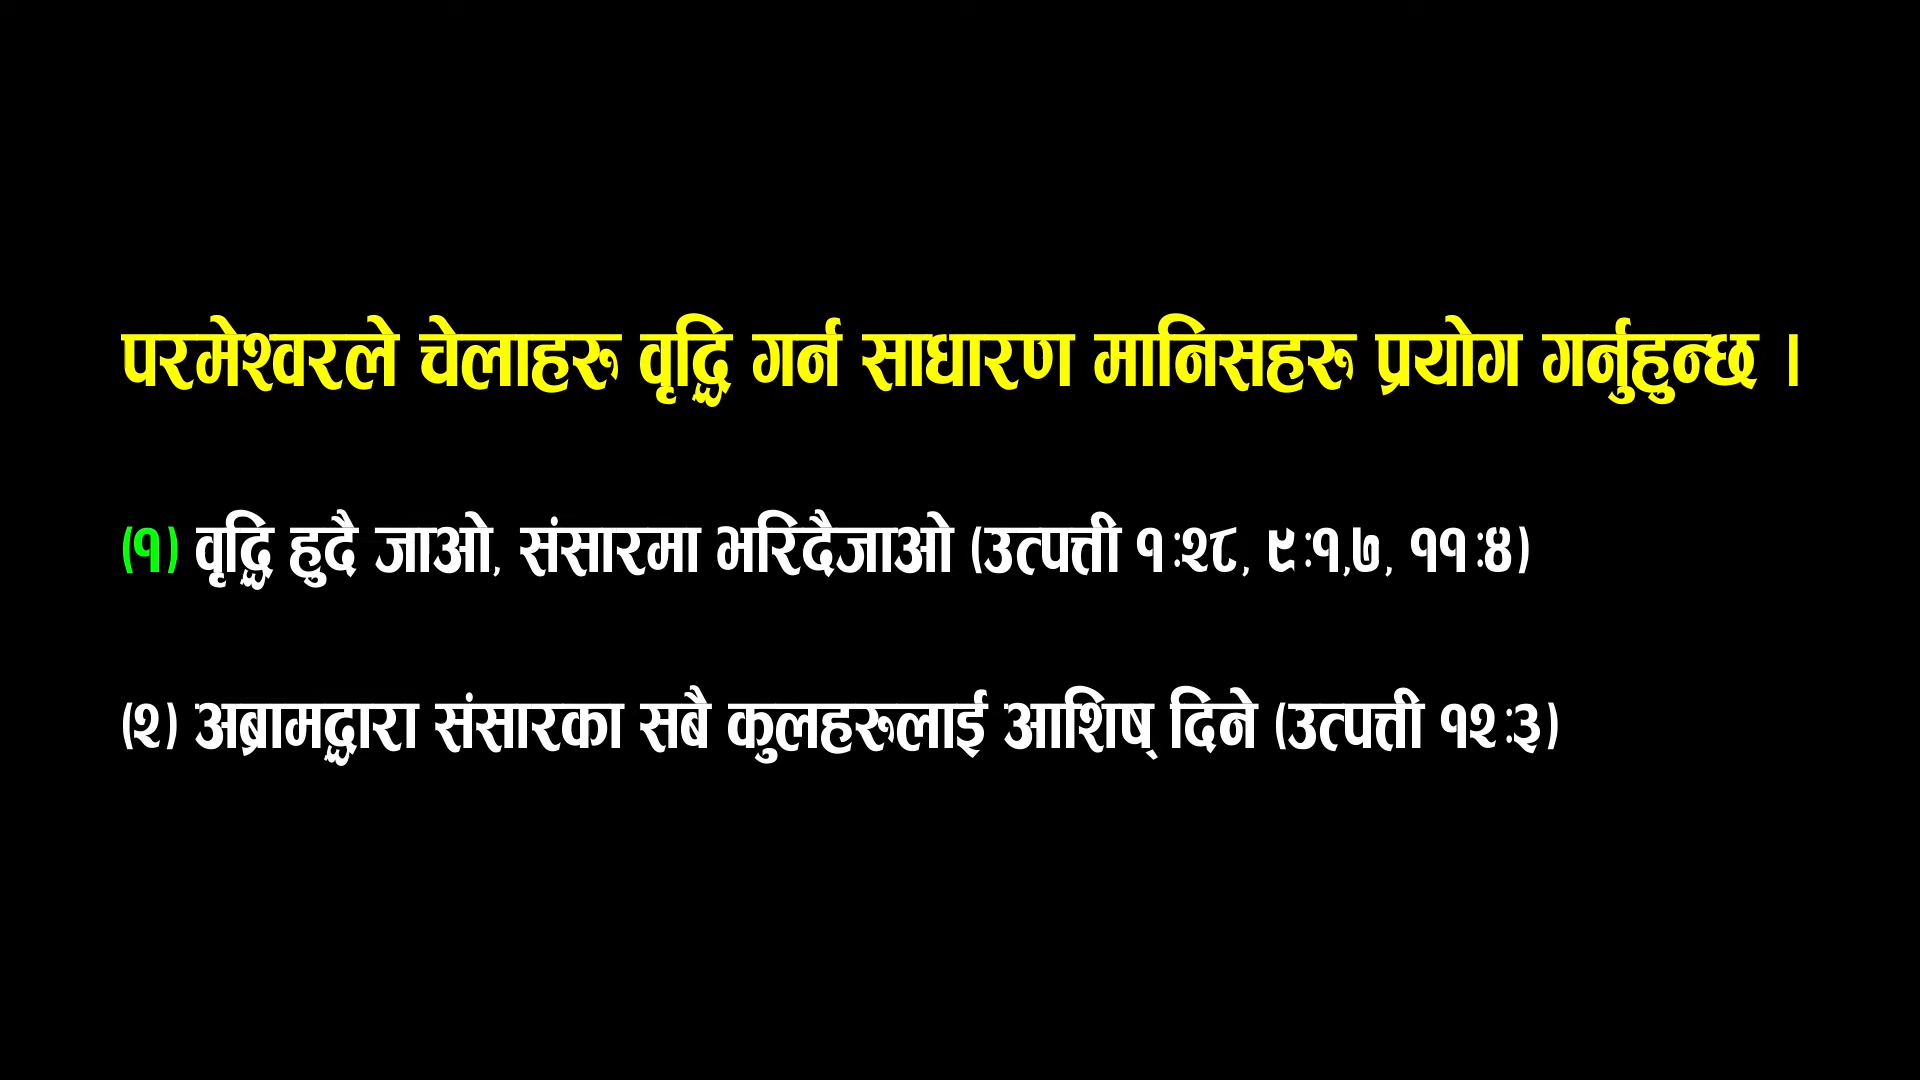 परमेश्वरले चेलाहरु वृद्धि गर्न साधारण मानिसहरु प्रयोग गर्नुहुन्छ ।
(१) वृद्धि हुदै जाओ, संसारमा भरिदैजाओ (उत्पत्ती १:२८, ९:१,७, ११:४)
(२) अब्रामद्वारा संसारका सबै कुलहरुलाई आशिष् दिने (उत्पत्ती १२:३)